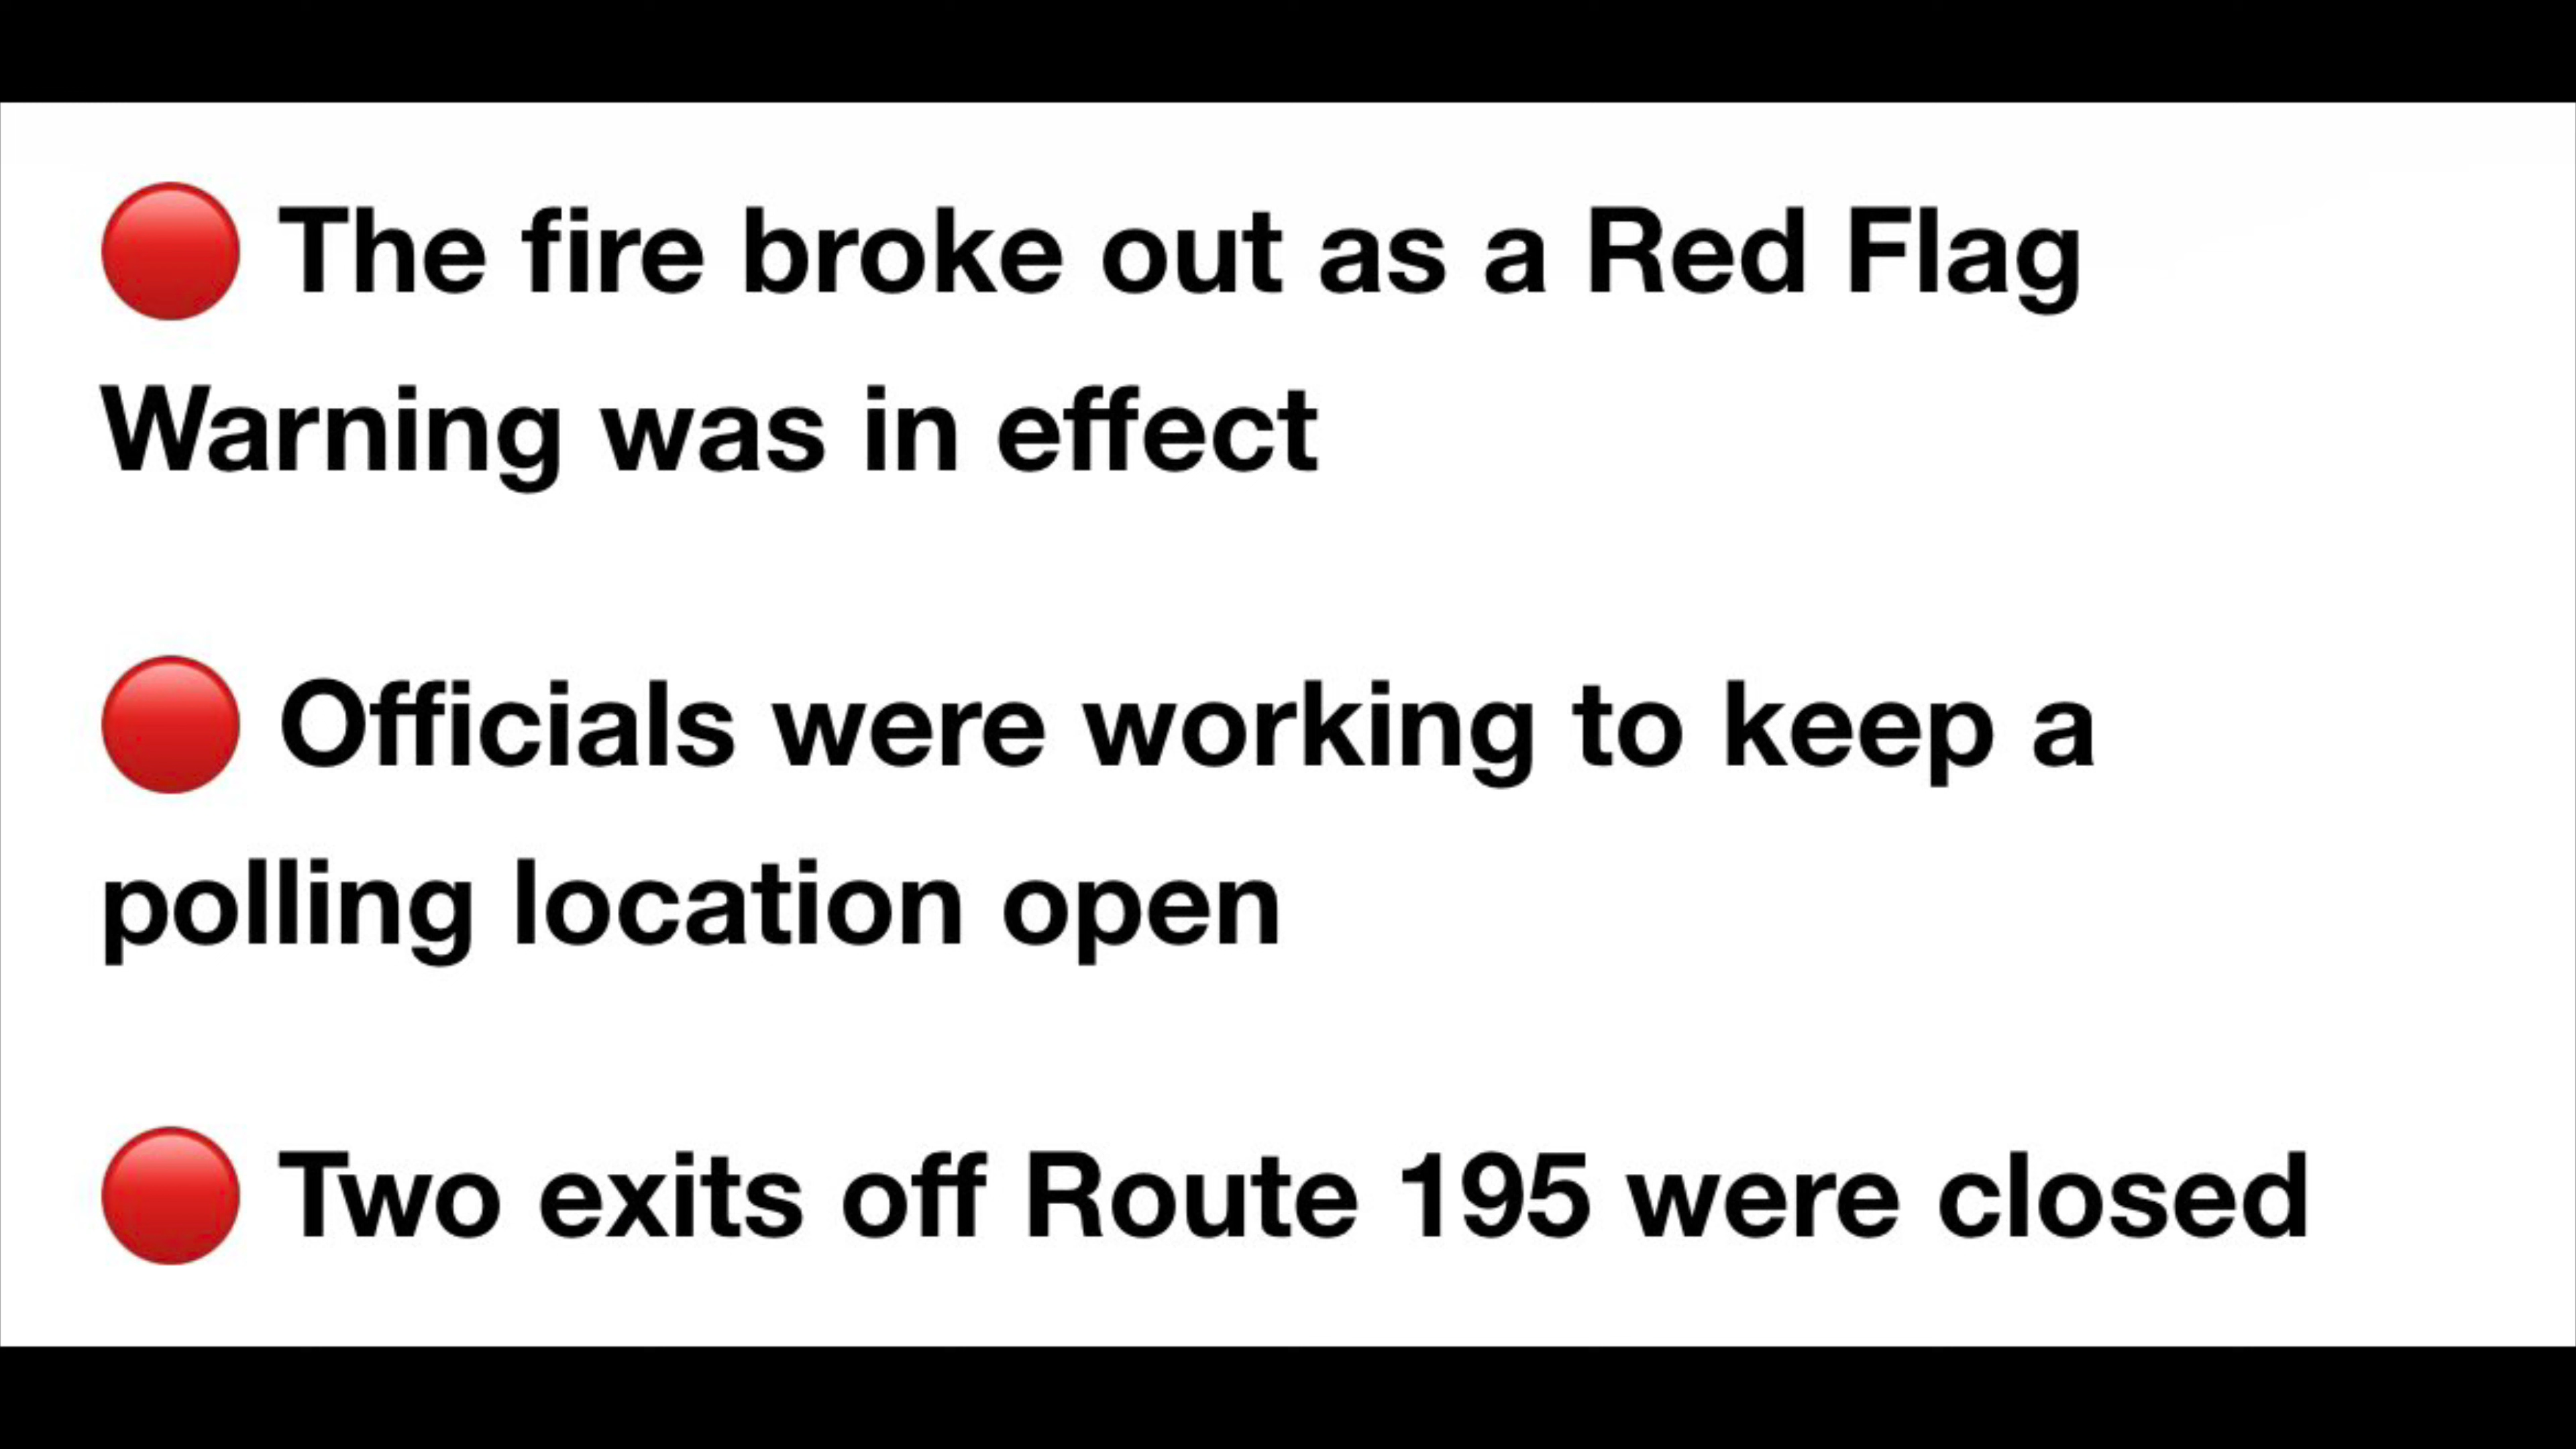 🔴 The fire broke out as a Red Flag
Warning was in effect
🔴 Officials were working to keep a
polling location open
🔴 Two exits off Route 195 were closed